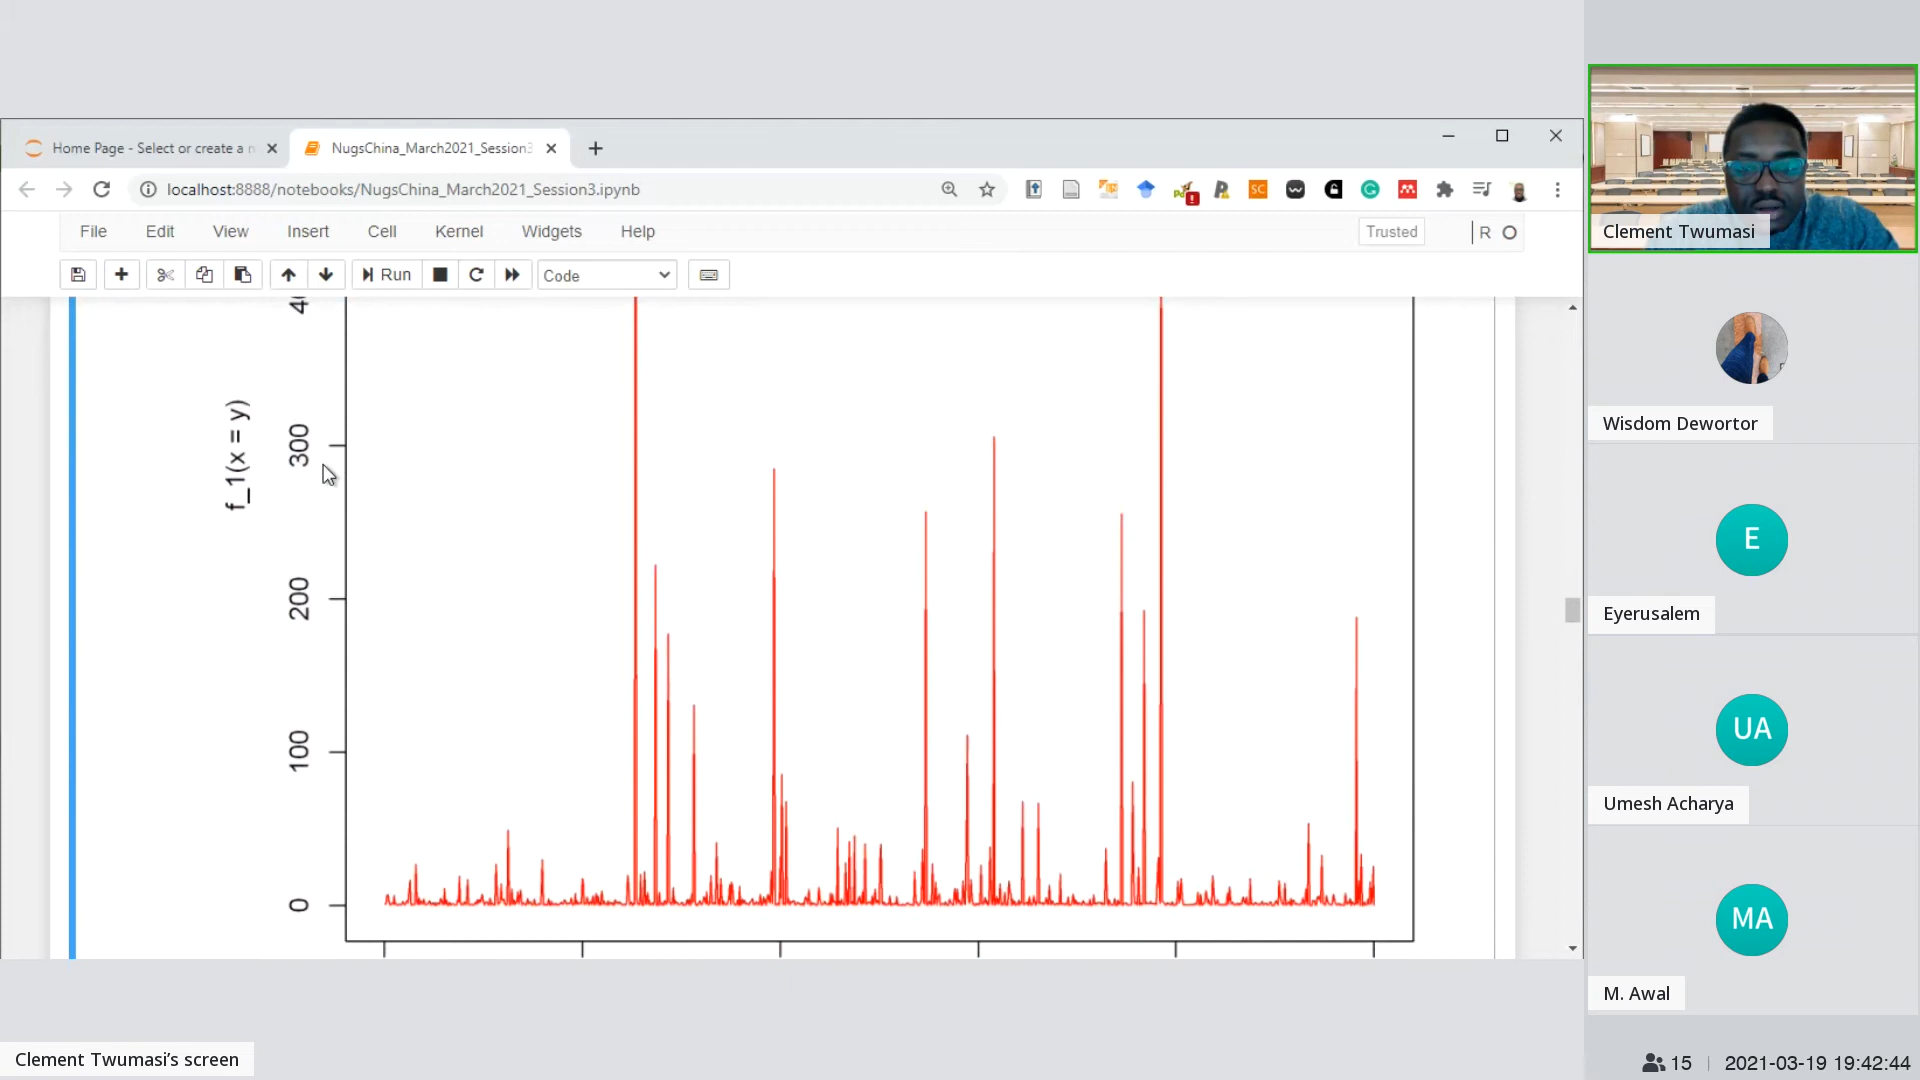 Home Page - Select or create a n
NugsChina_March2021_Session3
localhost:8888/notebooks/NugsChina_March2021_Session3.ipynb
SC
File Edit View Insert Cell Kernel Widgets Help Trusted R
Run Code
f_1(x = y)
300
200
100
0
Clement Twumasi
Wisdom Dewortor
E
Eyerusalem
UA
Umesh Acharya
MA
M. Awal
Clement Twumasi's screen
15 2021-03-19 19:42:44